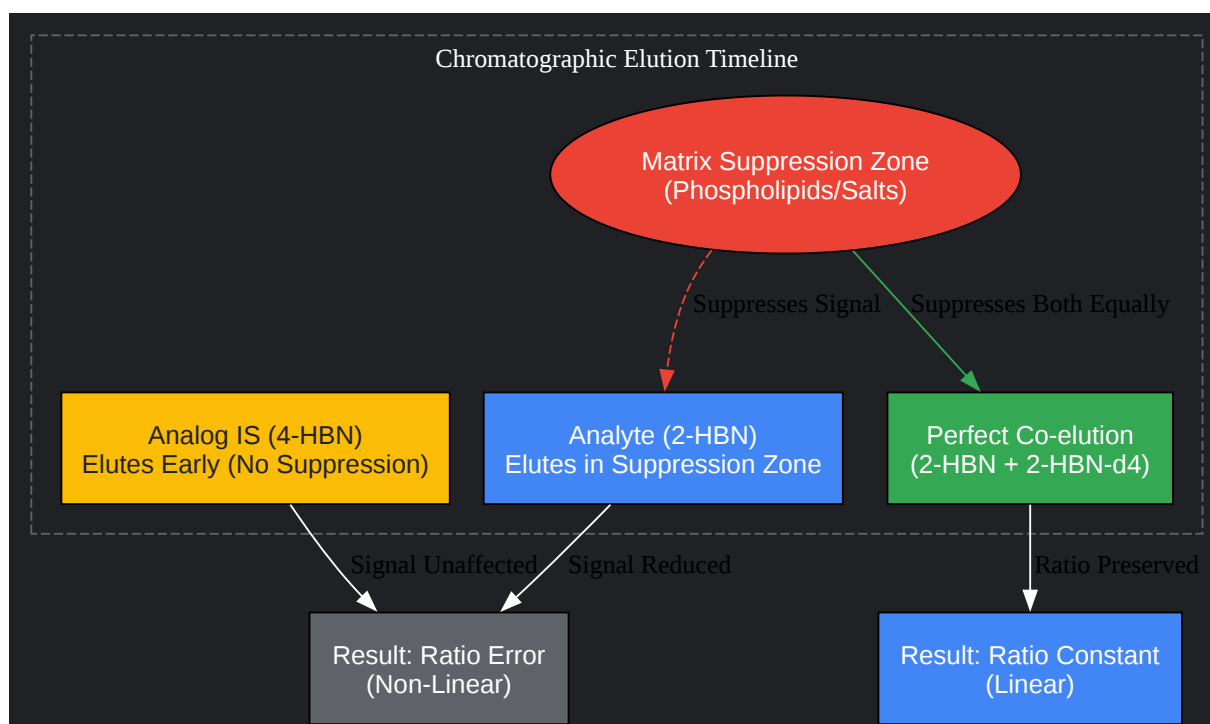 Chromatographic Elution Timeline
Matrix Suppression Zone
(Phospholipids/Salts)
Suppresses Signal
Suppresses Both Equally
Analog IS (4-HBN)
Elutes Early (No Suppression)
Analyte (2-HBN)
Elutes in Suppression Zone
Perfect Co-elution
(2-HBN + 2-HBN-d4)
Signal Unaffected
Signal Reduced
Ratio Preserved
Result: Ratio Error
(Non-Linear)
Result: Ratio Constant
(Linear)